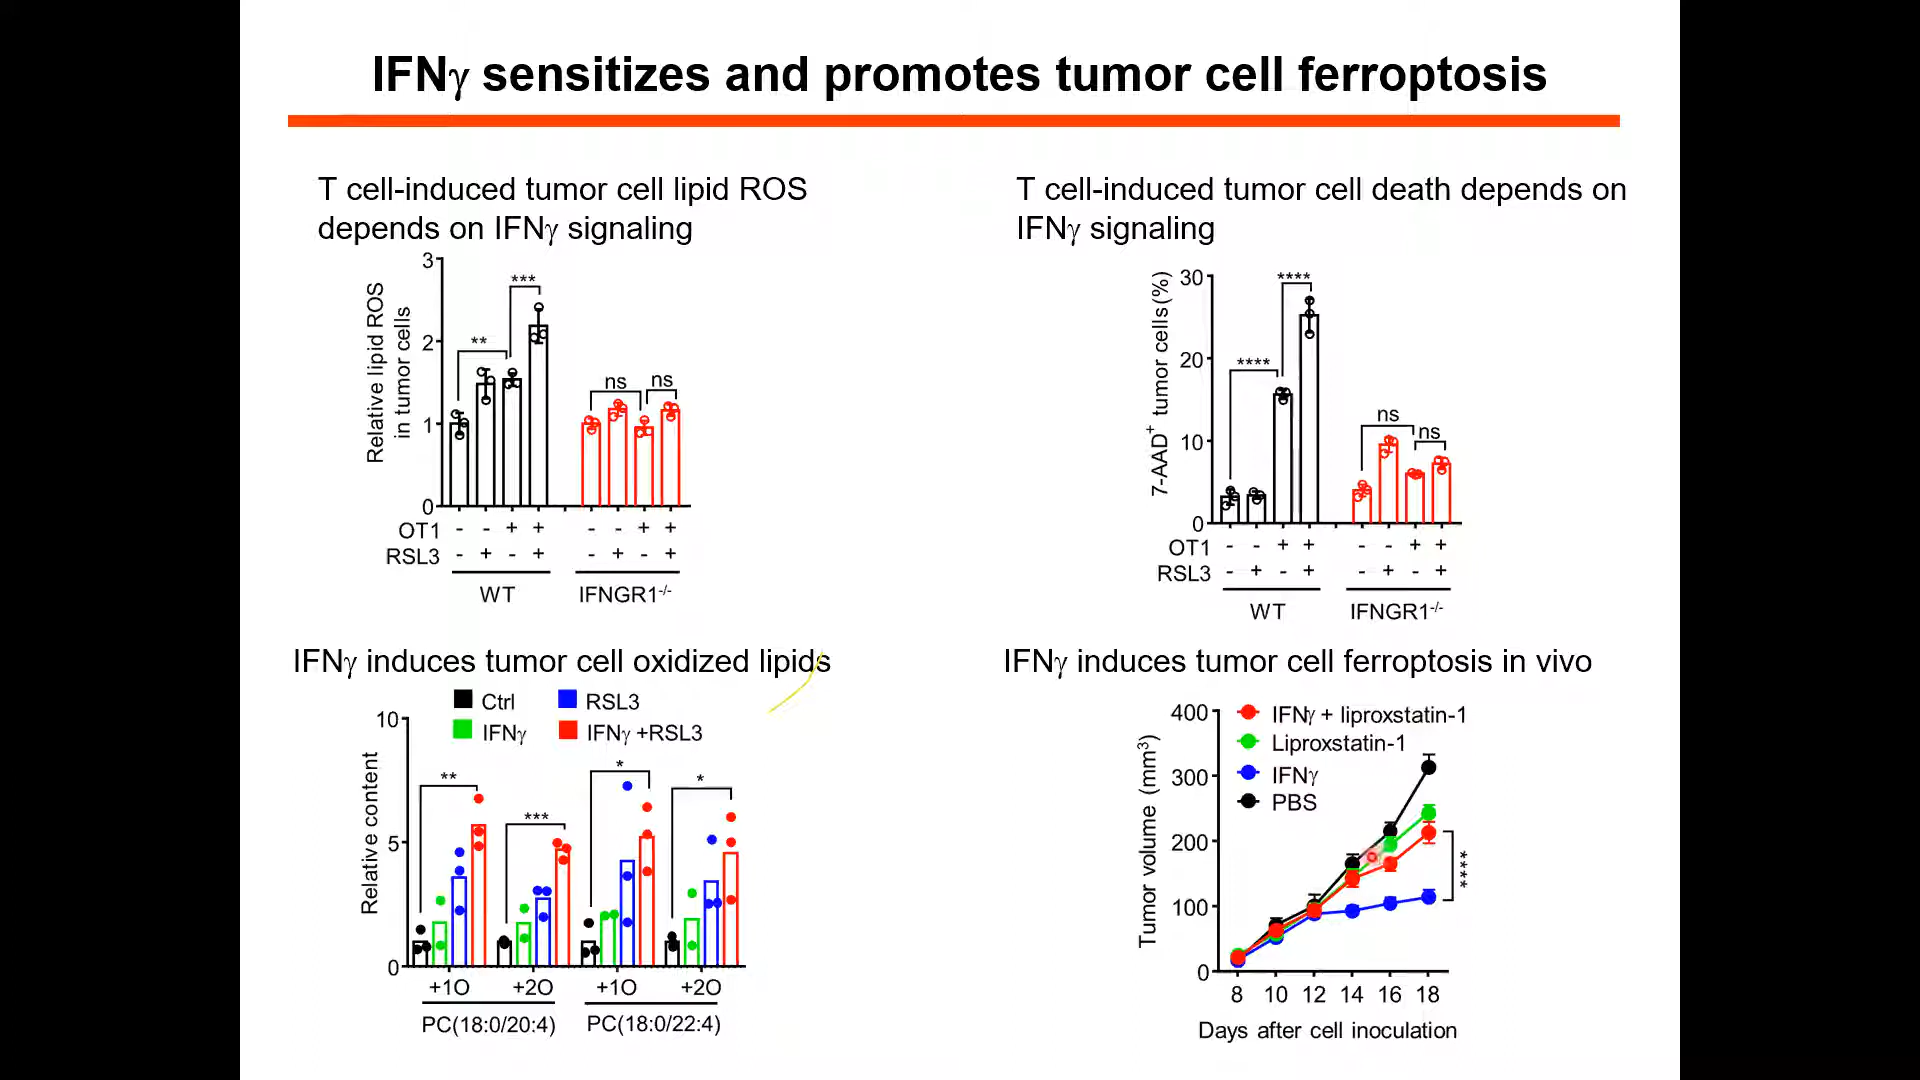 IFNγ sensitizes and promotes tumor cell ferroptosis
T cell-induced tumor cell lipid ROS
depends on IFNγ signaling
Relative lipid ROS
in tumor cells
3
2
1
0
**
***
ns
ns
OT1 - - + + - - + +
RSL3 - + - + - + - +
WT IFNGR1-/-
T cell-induced tumor cell death depends on
IFNγ signaling
7-AAD+ tumor cells (%)
30
20
10
0
****
****
ns
ns
OT1 - - + + - - + +
RSL3 - + - + - + - +
WT IFNGR1-/-
IFNγ induces tumor cell oxidized lipids
Ctrl RSL3
IFNγ IFNγ +RSL3
Relative content
10
5
0
**
***
*
*
+1O +2O +1O +2O
PC(18:0/20:4) PC(18:0/22:4)
IFNγ induces tumor cell ferroptosis in vivo
IFNγ + liproxstatin-1
Liproxstatin-1
IFNγ
PBS
Tumor volume (mm3)
400
300
200
100
0
****
8 10 12 14 16 18
Days after cell inoculation